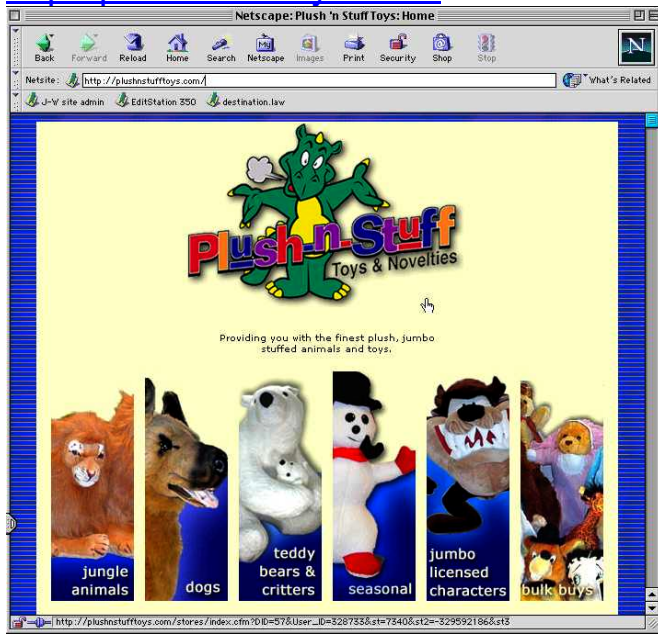 Netscape: Plush 'n Stuff Toys: Home
Back Forward Reload Home Search Netscape Images Print Security Shop Stop
My
N
Netsite: http://plushnstufftoys.com/ What's Related
J-W site admin EditStation 350 destination.law
Plush-n-Stuff
Toys & Novelties
Providing you with the finest plush, jumbo
stuffed animals and toys.
jungle
animals
dogs
teddy
bears &
critters
seasonal
jumbo
licensed
characters
bulk buys
http://plushnstufftoys.com/stores/index.cfm?DID=57&User_ID=328733&st=7340&st2=-329592186&st3